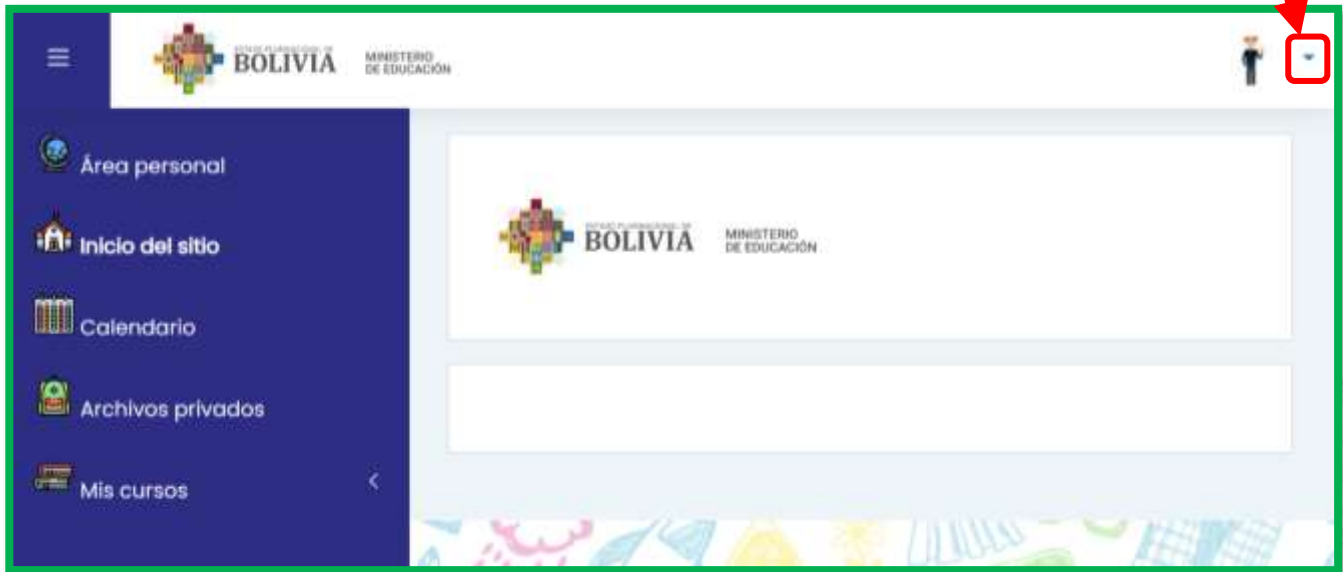 BOLIVIA
MINISTERIO
DE EDUCACIÓN
Área personal
Inicio del sitio
Calendario
Archivos privados
Mis cursos
BOLIVIA
MINISTERIO
DE EDUCACIÓN